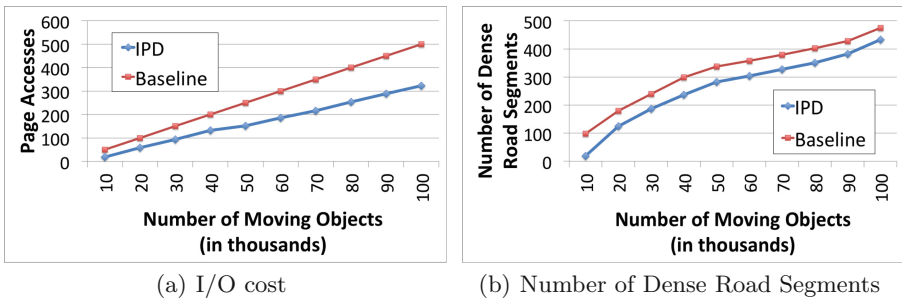 600
500
400
300
200
100
0
Page Accesses
IPD
Baseline
10 20 30 40 50 60 70 80 90 100
Number of Moving Objects
(in thousands)
(a) I/O cost
500
400
300
200
100
0
Number of Dense
Road Segments
IPD
Baseline
10 20 30 40 50 60 70 80 90 100
Number of Moving Objects
(in thousands)
(b) Number of Dense Road Segments